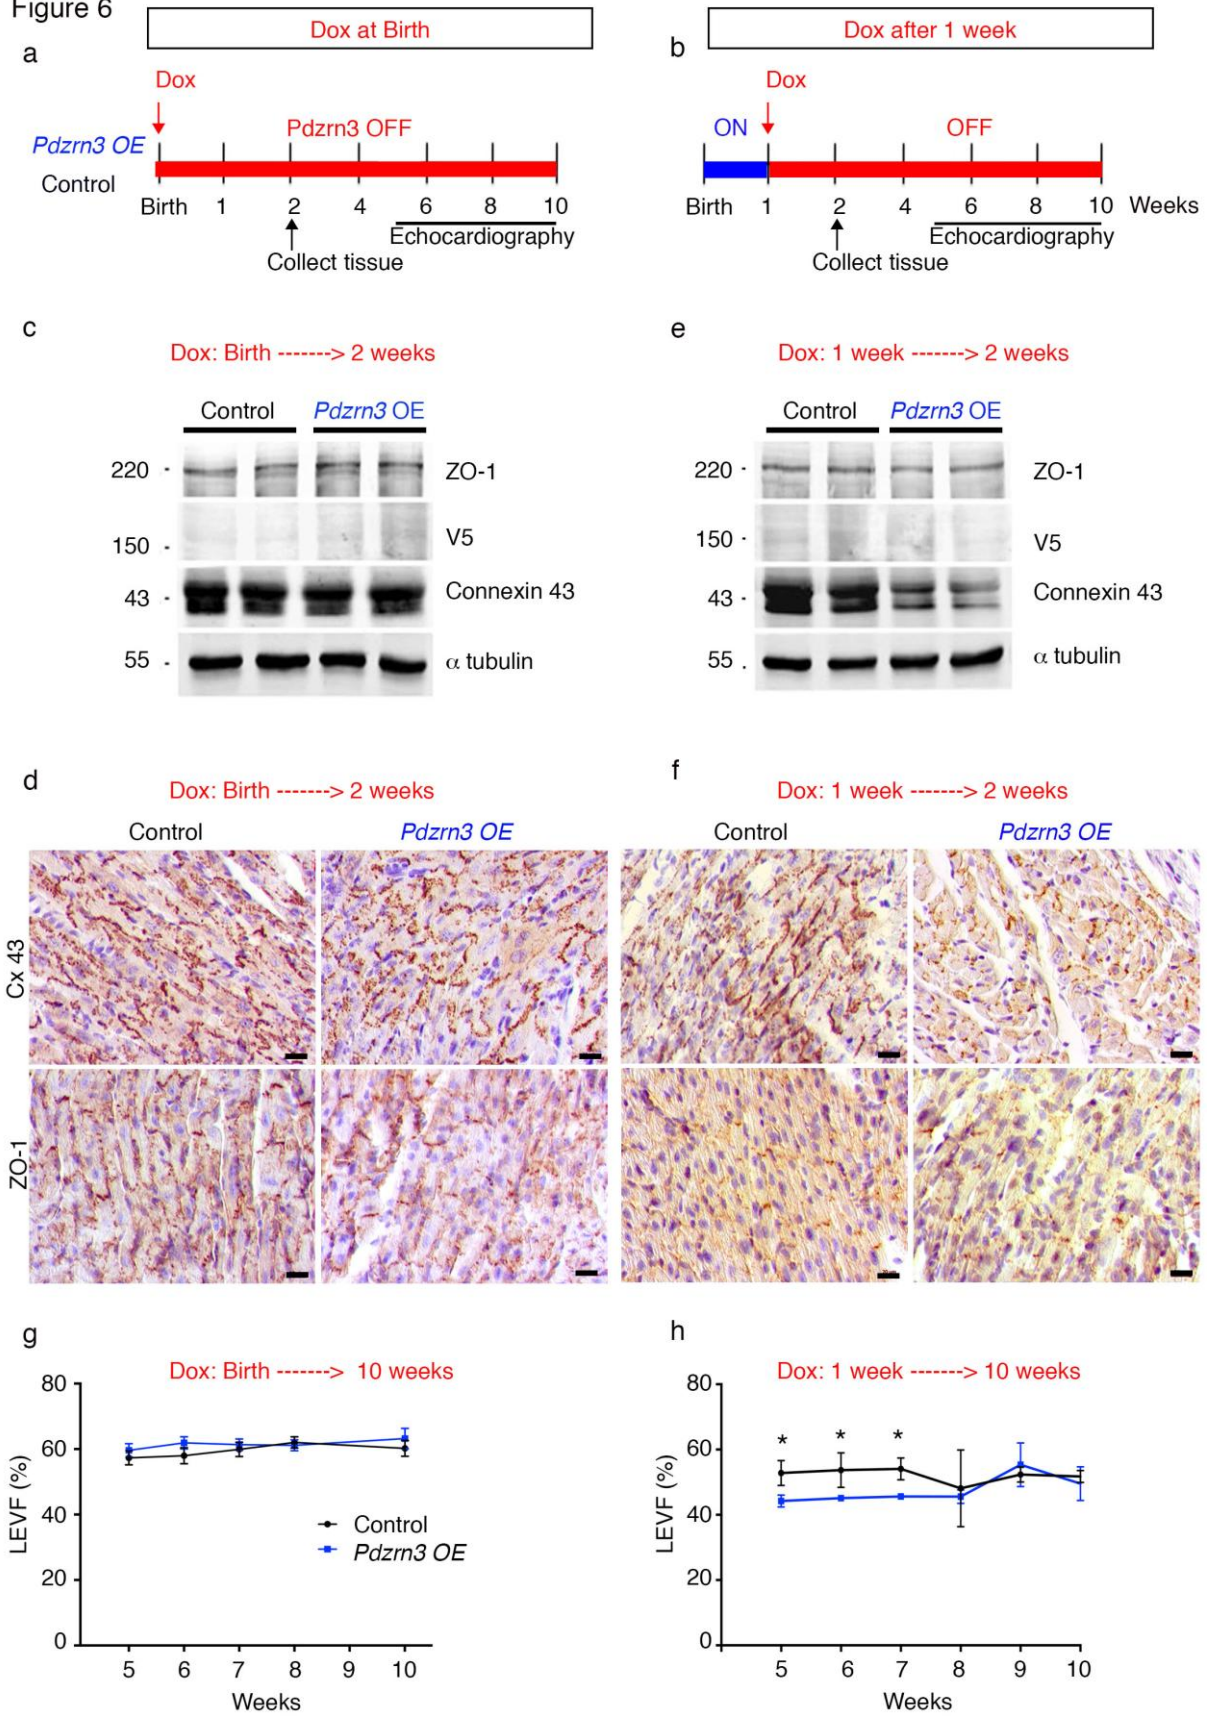 Figure 6
a
Dox at Birth
Dox
Pdzrn3 OFF
Pdzrn3 OE
Control
Birth 1 2 4 6 8 10
Echocardiography
Collect tissue
b
Dox after 1 week
Dox
ON OFF
Birth 1 2 4 6 8 10 Weeks
Echocardiography
Collect tissue
c
Dox: Birth -------> 2 weeks
Control Pdzrn3 OE
220 - ZO-1
150 - V5
43 - Connexin 43
55 - α tubulin
e
Dox: 1 week -------> 2 weeks
Control Pdzrn3 OE
220 - ZO-1
150 - V5
43 - Connexin 43
55 . α tubulin
d
Dox: Birth -------> 2 weeks
Control Pdzrn3 OE
Cx 43
ZO-1
f
Dox: 1 week -------> 2 weeks
Control Pdzrn3 OE
g
Dox: Birth -------> 10 weeks
80
60
40
20
0
LEVF (%)
Control
Pdzrn3 OE
5 6 7 8 9 10
Weeks
h
Dox: 1 week -------> 10 weeks
80
60
40
20
0
LEVF (%)
* * *
5 6 7 8 9 10
Weeks